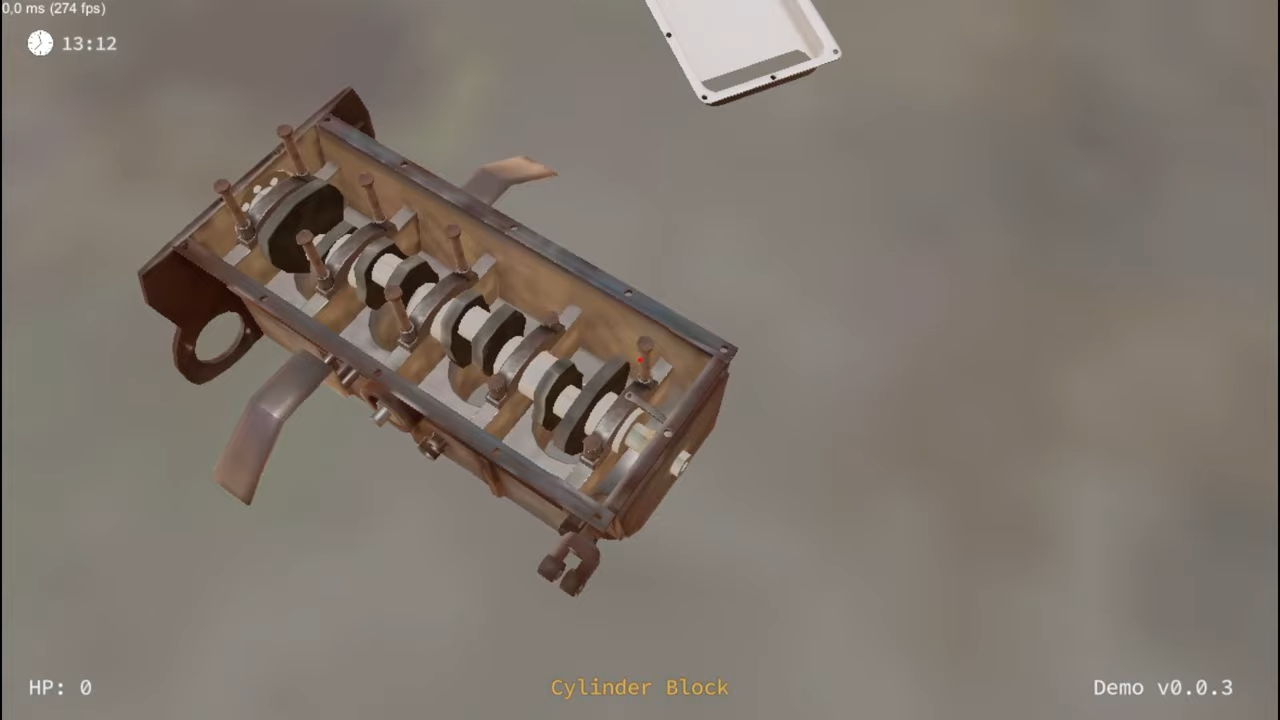 0,0 ms (274 fps)
13:12
HP: 0
Cylinder Block
Demo v0.0.3